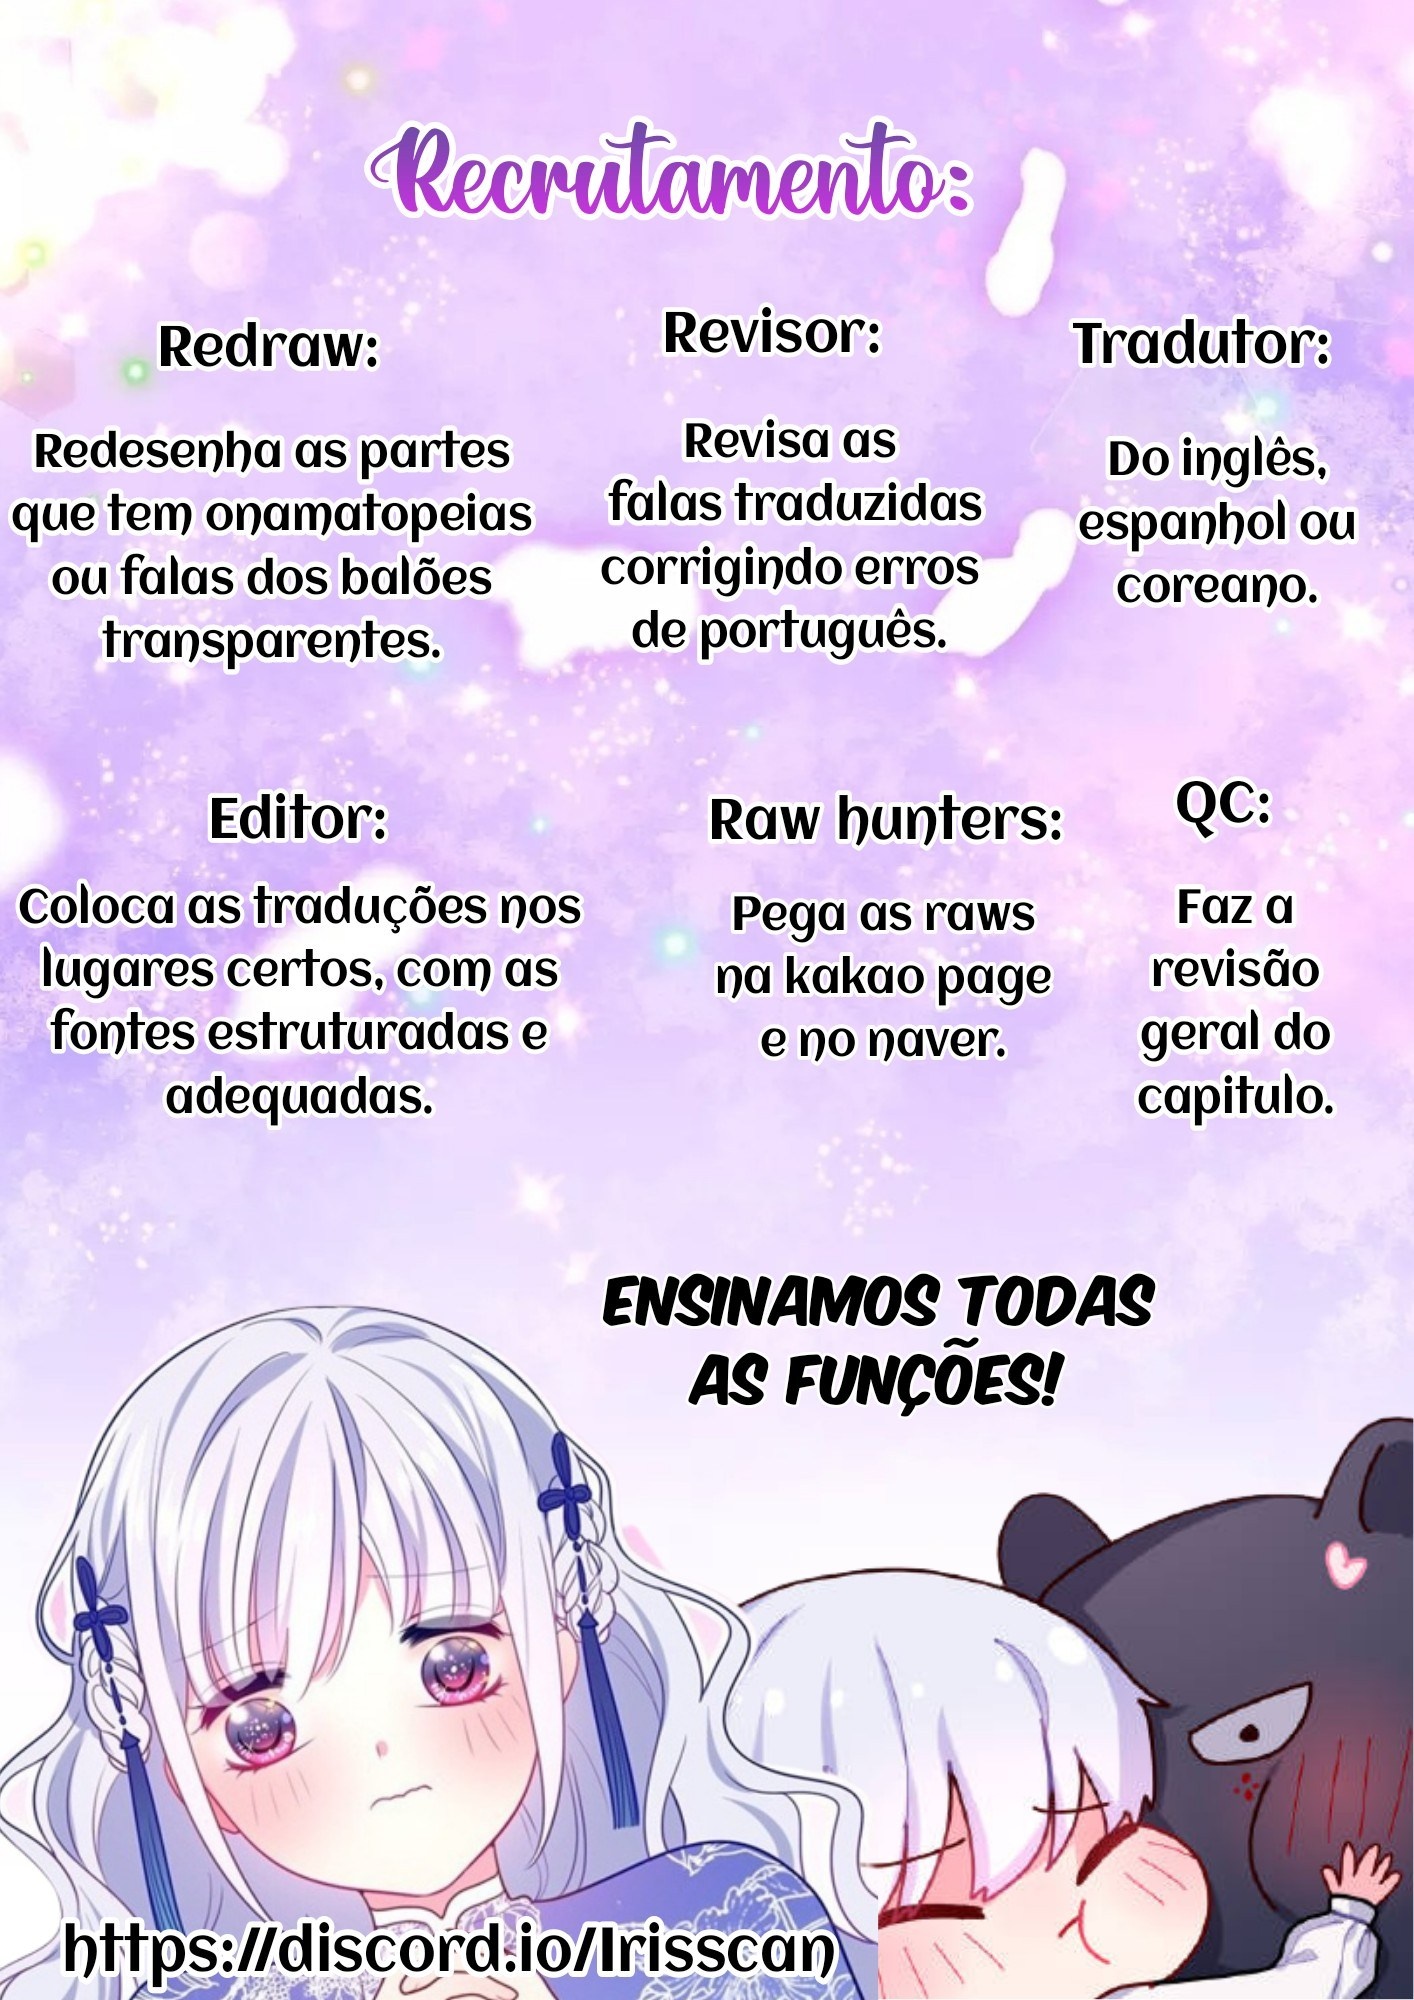 Recrutamento:
Redraw:
Redesenha as partes
que tem onamatopeias
ou falas dos balões
transparentes.
Revisor:
Revisa as
falas traduzidas
corrigindo erros
de português.
Tradutor:
Do inglês,
espanhol ou
coreano.
Editor:
Coloca as traduções nos
lugares certos, com as
fontes estruturadas e
adequadas.
Raw hunters:
Pega as raws
na kakao page
e no naver.
QC:
Faz a
revisão
geral do
capitulo.
ENSINAMOS TODAS
AS FUNÇÕES!
https://discord.io/Irisscan